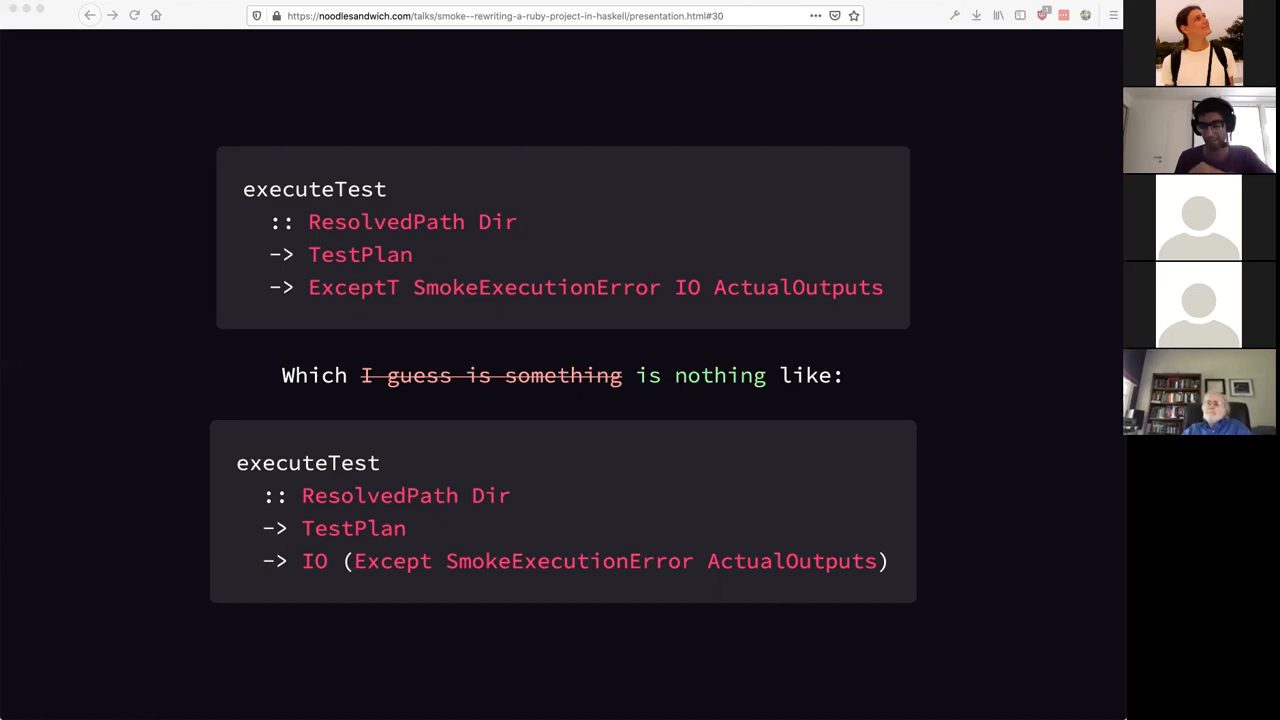 https://noodlesandwich.com/talks/smoke--rewriting-a-ruby-project-in-haskell/presentation.html#30
executeTest
:: ResolvedPath Dir
-> TestPlan
-> ExceptT SmokeExecutionError IO ActualOutputs
Which I guess is something is nothing like:
executeTest
:: ResolvedPath Dir
-> TestPlan
-> IO (Except SmokeExecutionError ActualOutputs)